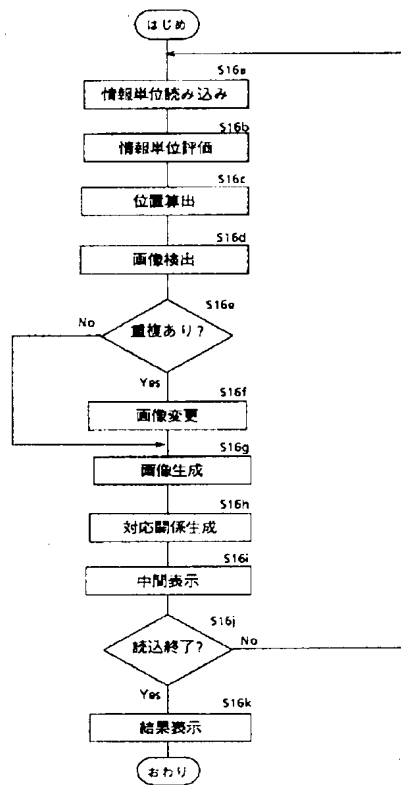 はじめ
S16a
情報単位読み込み
S16b
情報単位評価
S16c
位置算出
S16d
画像検出
S16e
重複あり?
No
Yes
S16f
画像変更
S16g
画像生成
S16h
対応関係生成
S16i
中間表示
S16j
読込終了?
No
Yes
S16k
結果表示
おわり